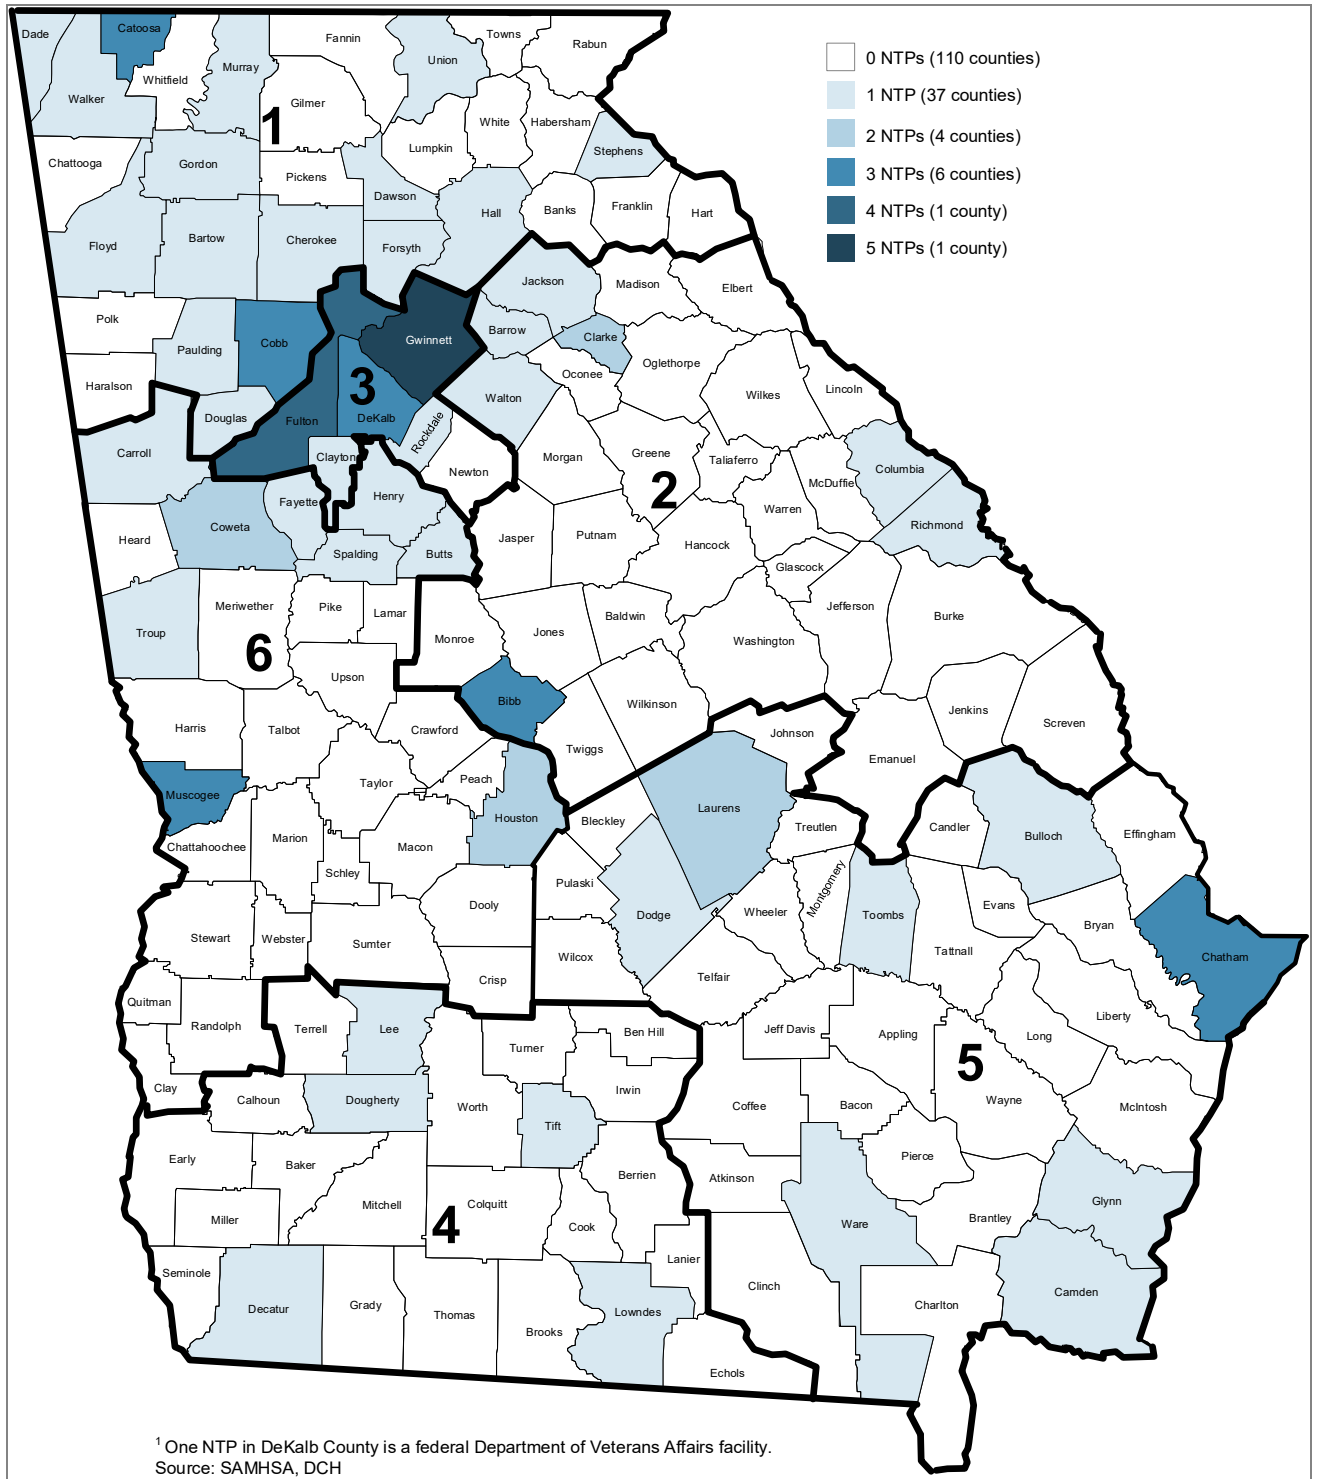 Dade
Catoosa
Fannin
Towns
Rabun
Union
Murray
Whitfield
Walker
Gilmer
1
White
Habersham
Lumpkin
Stephens
Chattooga
Gordon
Pickens
Dawson
Hall
Banks
Franklin
Hart
Floyd
Bartow
Cherokee
Forsyth
0 NTPs (110 counties)
1 NTP (37 counties)
2 NTPs (4 counties)
3 NTPs (6 counties)
4 NTPs (1 county)
5 NTPs (1 county)
Jackson
Madison
Elbert
Polk
Paulding
Cobb
Gwinnett
Barrow
Clarke
Oconee
Oglethorpe
Haralson
3
Walton
Wilkes
Lincoln
Douglas
Fulton
DeKalb
Rockdale
Carroll
Clayton
Newton
Morgan
Greene
Taliaferro
Columbia
McDuffie
2
Fayette
Henry
Warren
Richmond
Coweta
Heard
Spalding
Butts
Jasper
Putnam
Hancock
Glascock
Troup
Meriwether
Pike
Lamar
Monroe
Jones
Baldwin
Jefferson
Burke
Washington
6
Upson
Bibb
Wilkinson
Jenkins
Screven
Harris
Talbot
Crawford
Twiggs
Johnson
Emanuel
Taylor
Peach
Muscogee
Houston
Laurens
Bleckley
Treutlen
Candler
Bulloch
Effingham
Chattahoochee
Marion
Macon
Schley
Pulaski
Montgomery
Dooly
Dodge
Wheeler
Toombs
Evans
Bryan
Stewart
Webster
Sumter
Wilcox
Tattnall
Chatham
Crisp
Telfair
Quitman
Randolph
Terrell
Lee
Ben Hill
Jeff Davis
Appling
Long
Liberty
Turner
5
Clay
Calhoun
Dougherty
Worth
Irwin
Coffee
Bacon
Wayne
McIntosh
Tift
Early
Baker
Pierce
Berrien
Atkinson
Mitchell
Colquitt
Glynn
Miller
4
Cook
Ware
Brantley
Lanier
Seminole
Clinch
Camden
Decatur
Grady
Thomas
Lowndes
Charlton
Brooks
Echols
1 One NTP in DeKalb County is a federal Department of Veterans Affairs facility.
Source: SAMHSA, DCH